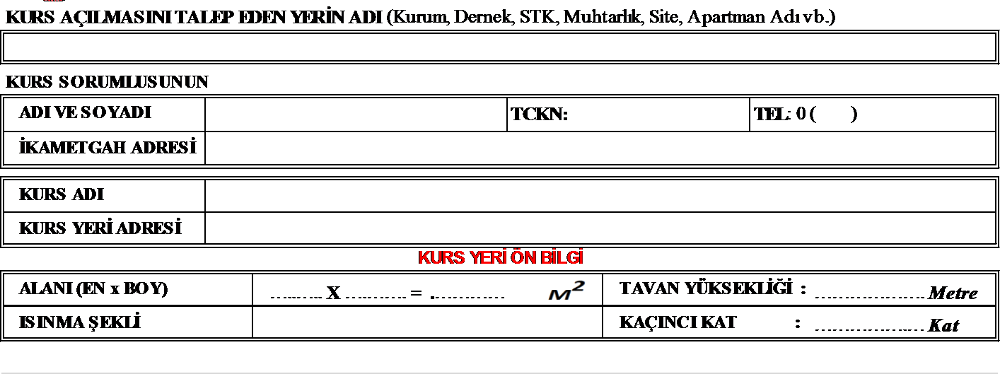 KURS AÇILMASINI TALEP EDEN YERİN ADI (Kurum, Dernek, STK, Muhtarlık, Site, Apartman Adı vb.)
KURS SORUMLUSUNUN
ADI VE SOYADI TCKN: TEL: 0 ( )
İKAMETGAH ADRESİ
KURS ADI
KURS YERİ ADRESİ
KURS YERİ ÖN BİLGİ
ALANI (EN x BOY) ………. X ………… = ………….. M² TAVAN YÜKSEKLİĞİ : ………………… Metre
ISINMA ŞEKLİ KAÇINCI KAT : ………………… Kat